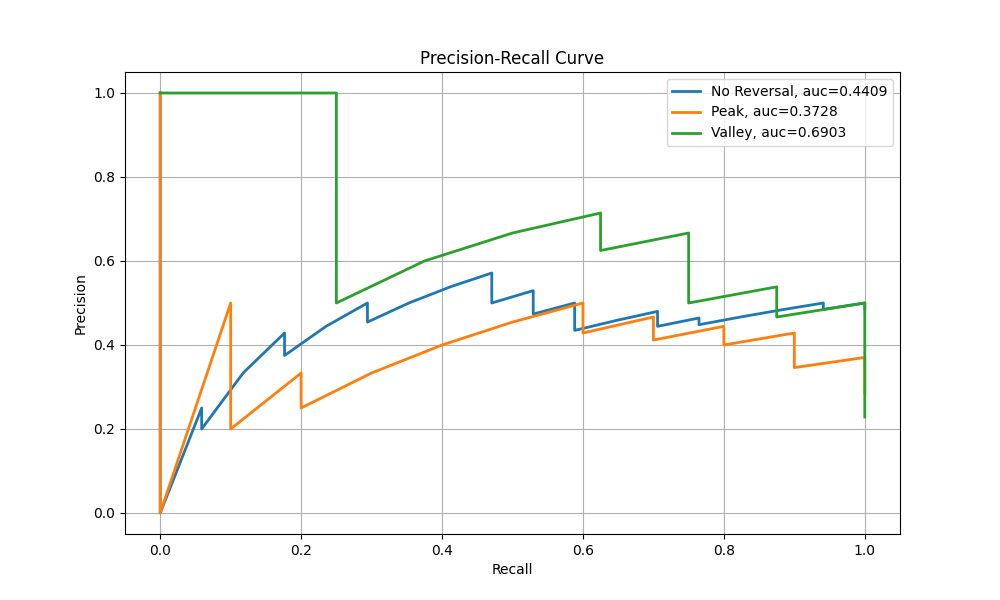 Precision-Recall Curve
No Reversal, auc=0.4409
Peak, auc=0.3728
Valley, auc=0.6903
1.0
0.8
0.6
0.4
0.2
0.0
Precision
0.0 0.2 0.4 0.6 0.8 1.0
Recall